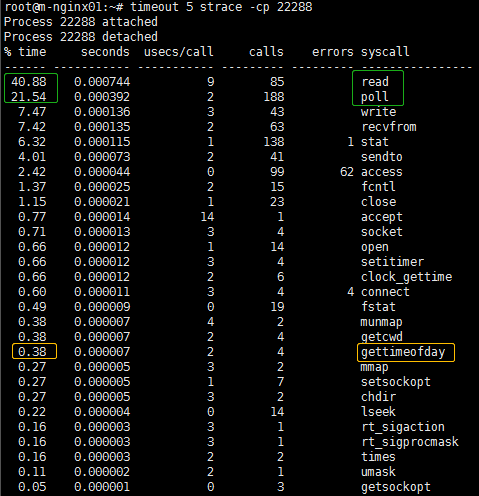 root@m-nginx01:~# timeout 5 strace -cp 22288
Process 22288 attached
Process 22288 detached
% time     seconds  usecs/call     calls    errors syscall
------ ----------- ----------- --------- --------- ----------------
 40.88    0.000744           9        85           read
 21.54    0.000392           2       188           poll
  7.47    0.000136           3        43           write
  7.42    0.000135           2        63           recvfrom
  6.32    0.000115           1       138         1 stat
  4.01    0.000073           2        41           sendto
  2.42    0.000044           0        99        62 access
  1.37    0.000025           2        15           fcntl
  1.15    0.000021           1        23           close
  0.77    0.000014          14         1           accept
  0.71    0.000013           3         4           socket
  0.66    0.000012           1        14           open
  0.66    0.000012           3         4           setitimer
  0.66    0.000012           2         6           clock_gettime
  0.60    0.000011           3         4         4 connect
  0.49    0.000009           0        19           fstat
  0.38    0.000007           4         2           munmap
  0.38    0.000007           2         4           getcwd
  0.38    0.000007           2         4           gettimeofday
  0.27    0.000005           3         2           mmap
  0.27    0.000005           1         7           setsockopt
  0.27    0.000005           3         2           chdir
  0.22    0.000004           0        14           lseek
  0.16    0.000003           3         1           rt_sigaction
  0.16    0.000003           3         1           rt_sigprocmask
  0.16    0.000003           2         2           times
  0.11    0.000002           2         1           umask
  0.05    0.000001           0         3           getsockopt